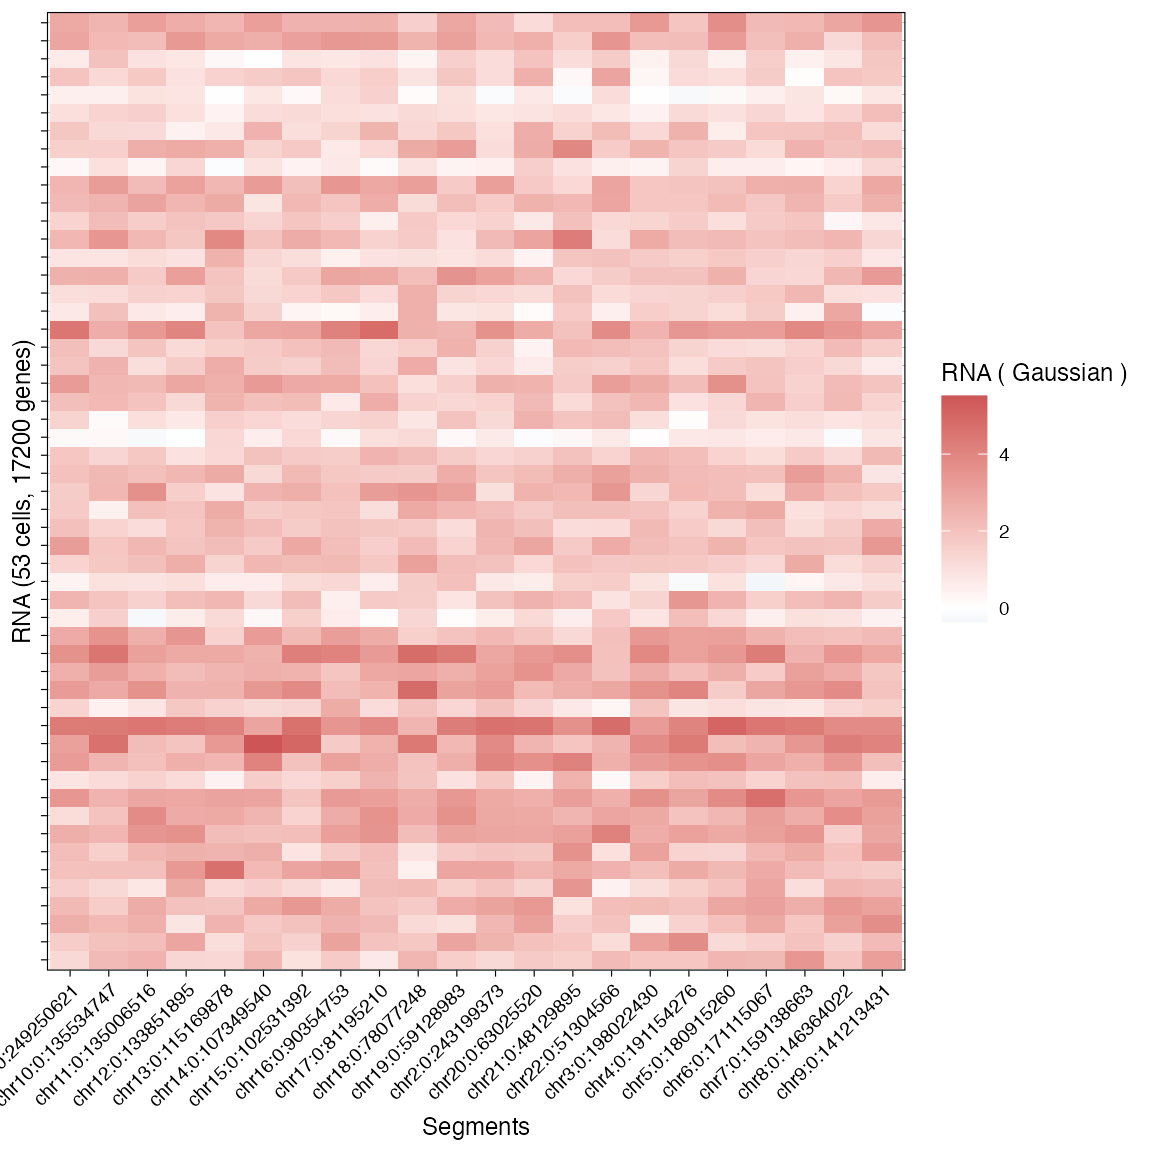 RNA (53 cells, 17200 genes)
0:249250621
chr10:0:135534747
chr11:0:135006516
chr12:0:133851895
chr13:0:115169878
chr14:0:107349540
chr15:0:102531392
chr16:0:90354753
chr17:0:81195210
chr18:0:78077248
chr19:0:59128983
chr2:0:243199373
chr20:0:63025520
chr21:0:48129895
chr22:0:51304566
chr3:0:198022430
chr4:0:191154276
chr5:0:180915260
chr6:0:171115067
chr7:0:159138663
chr8:0:146364022
chr9:0:141213431
Segments
RNA ( Gaussian )
4
2
0